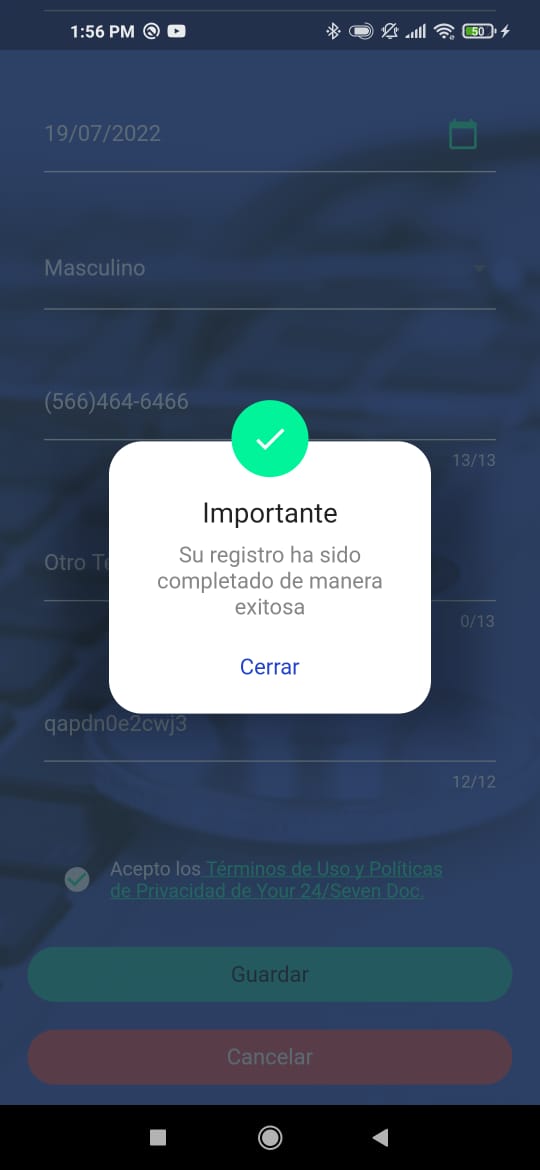 1:56 PM
50
19/07/2022
Masculino
(566)464-6466
13/13
Importante
Su registro ha sido
completado de manera
exitosa
Otro Te
0/13
Cerrar
qapdn0e2cwj3
12/12
Acepto los Términos de Uso y Políticas
de Privacidad de Your 24/Seven Doc.
Guardar
Cancelar